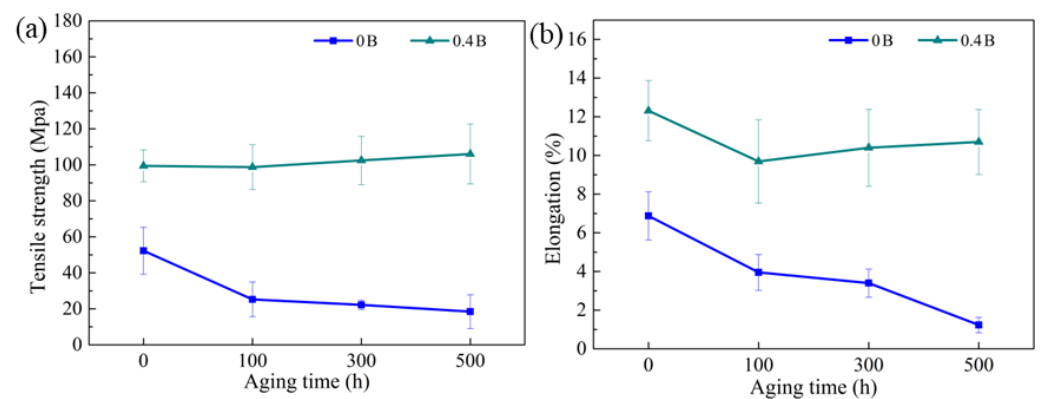 (a)
180
160
140
120
100
80
60
40
20
0
Tensile strength (Mpa)
0B 0.4B
0 100 300 500
Aging time (h)
(b)
16
14
12
10
8
6
4
2
0
Elongation (%)
0B 0.4B
0 100 300 500
Aging time (h)